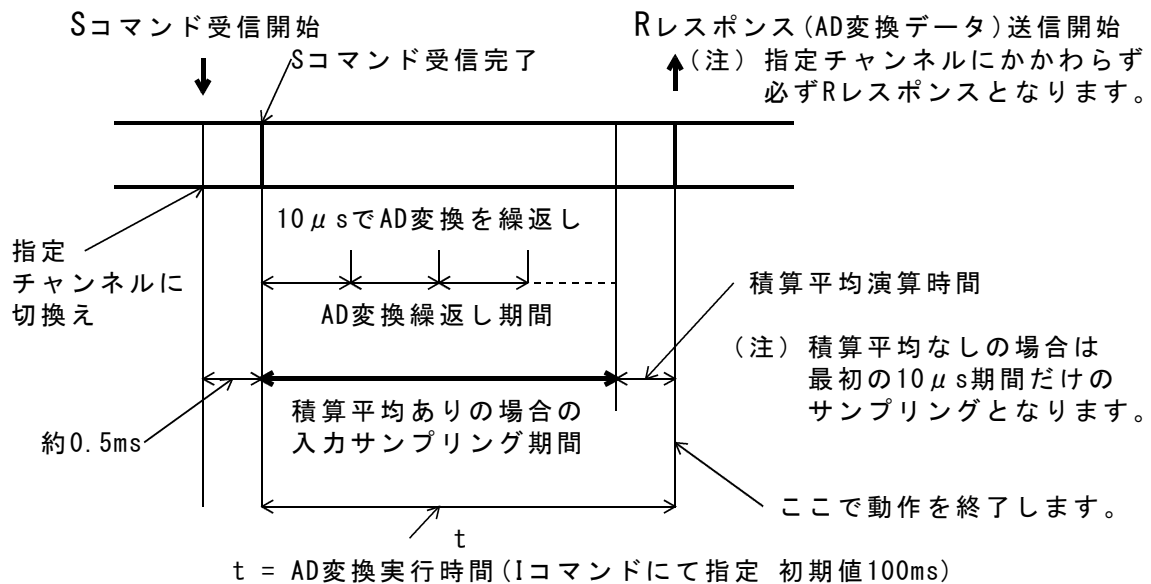 Sコマンド受信開始
Rレスポンス(AD変換データ)送信開始
Sコマンド受信完了
(注) 指定チャンネルにかかわらず
必ずRレスポンスとなります。
10μsでAD変換を繰返し
指定
チャンネルに
切換え
AD変換繰返し期間
積算平均演算時間
(注) 積算平均なしの場合は
最初の10μs期間だけの
サンプリングとなります。
積算平均ありの場合の
入力サンプリング期間
約0.5ms
ここで動作を終了します。
t
t = AD変換実行時間(Iコマンドにて指定 初期値100ms)